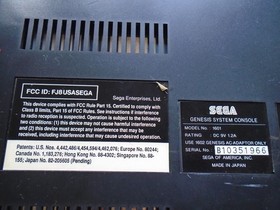 FCC ID: FJ8USASEGA
Sega Enterprises, Ltd.
This device complies with FCC Rule Part 15. Certified to comply with
Class B limits, Part 15 of FCC Rules. See instructions if interference
to radio reception is suspected. Operation is subject to the following
two conditions: (1) This device may not cause harmful
interference, and (2) this device must accept any interference that
may be received including interference that may cause
undesired operation.
Patents: U.S. Nos. 4,442,486/4,454,594/4,462,076; Europe No. 80244;
Canada No. 1,183,276; Hong Kong No. 88-4302; Singapore No. 88-
155; Japan No. 82-205605 (Pending)
SEGA
GENESIS SYSTEM CONSOLE
MODEL No. 1601
RATING DC 9V 1.2A
USE 1602 GENESIS AC ADAPTOR ONLY
SERIAL No. B10351966
SEGA OF AMERICA, INC.
MADE IN JAPAN